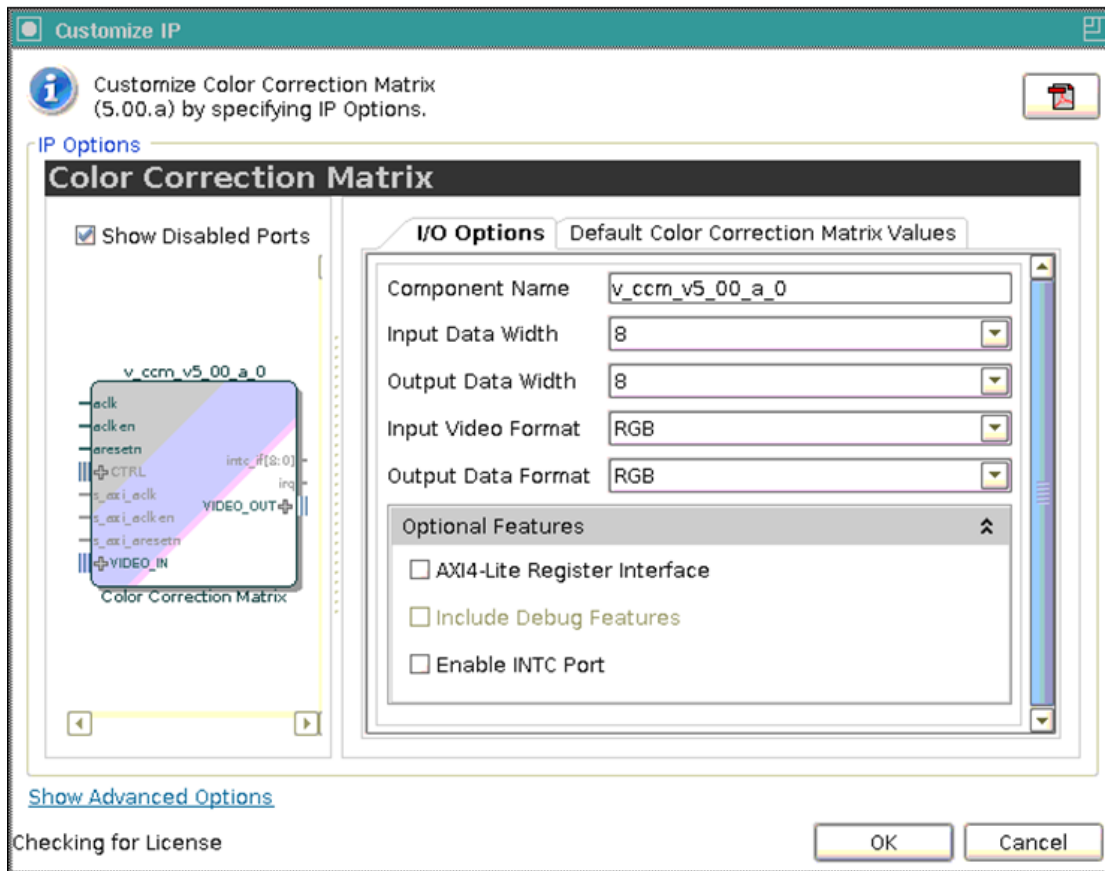 Customize IP
Customize Color Correction Matrix
(5.00.a) by specifying IP Options.
IP Options
Color Correction Matrix
Show Disabled Ports
v_ccm_v5_00_a_0
aclk
aclken
aresetn
CTRL
s_axi_aclk
s_axi_aclken
s_axi_aresetn
VIDEO_IN
intc_if[8:0]
irq
VIDEO_OUT
Color Correction Matrix
I/O Options Default Color Correction Matrix Values
Component Name v_ccm_v5_00_a_0
Input Data Width 8
Output Data Width 8
Input Video Format RGB
Output Data Format RGB
Optional Features
AXI4-Lite Register Interface
Include Debug Features
Enable INTC Port
Show Advanced Options
Checking for License
OK Cancel